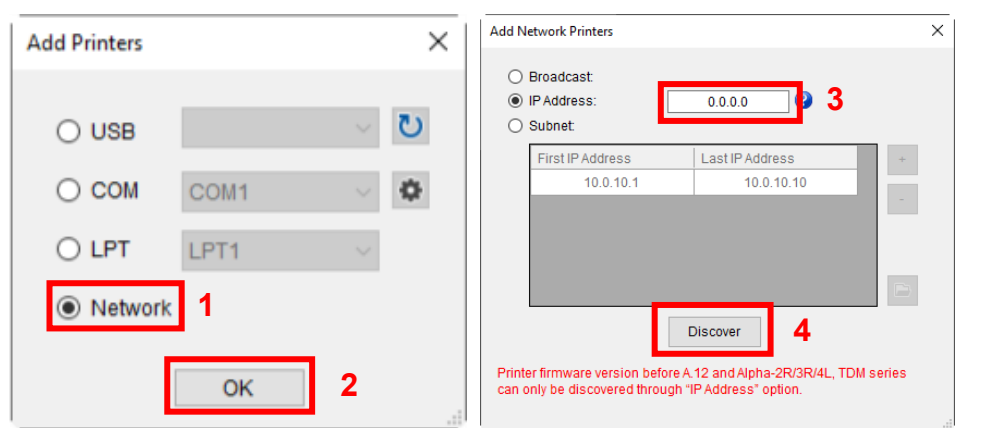 Add Printers
USB
COM
COM1
LPT
LPT1
Network
1
OK
2
Add Network Printers
Broadcast:
IP Address:
0.0.0.0
?
3
Subnet:
First IP Address
Last IP Address
10.0.10.1
10.0.10.10
+
-
Discover
4
Printer firmware version before A.12 and Alpha-2R/3R/4L, TDM series
can only be discovered through "IP Address" option.